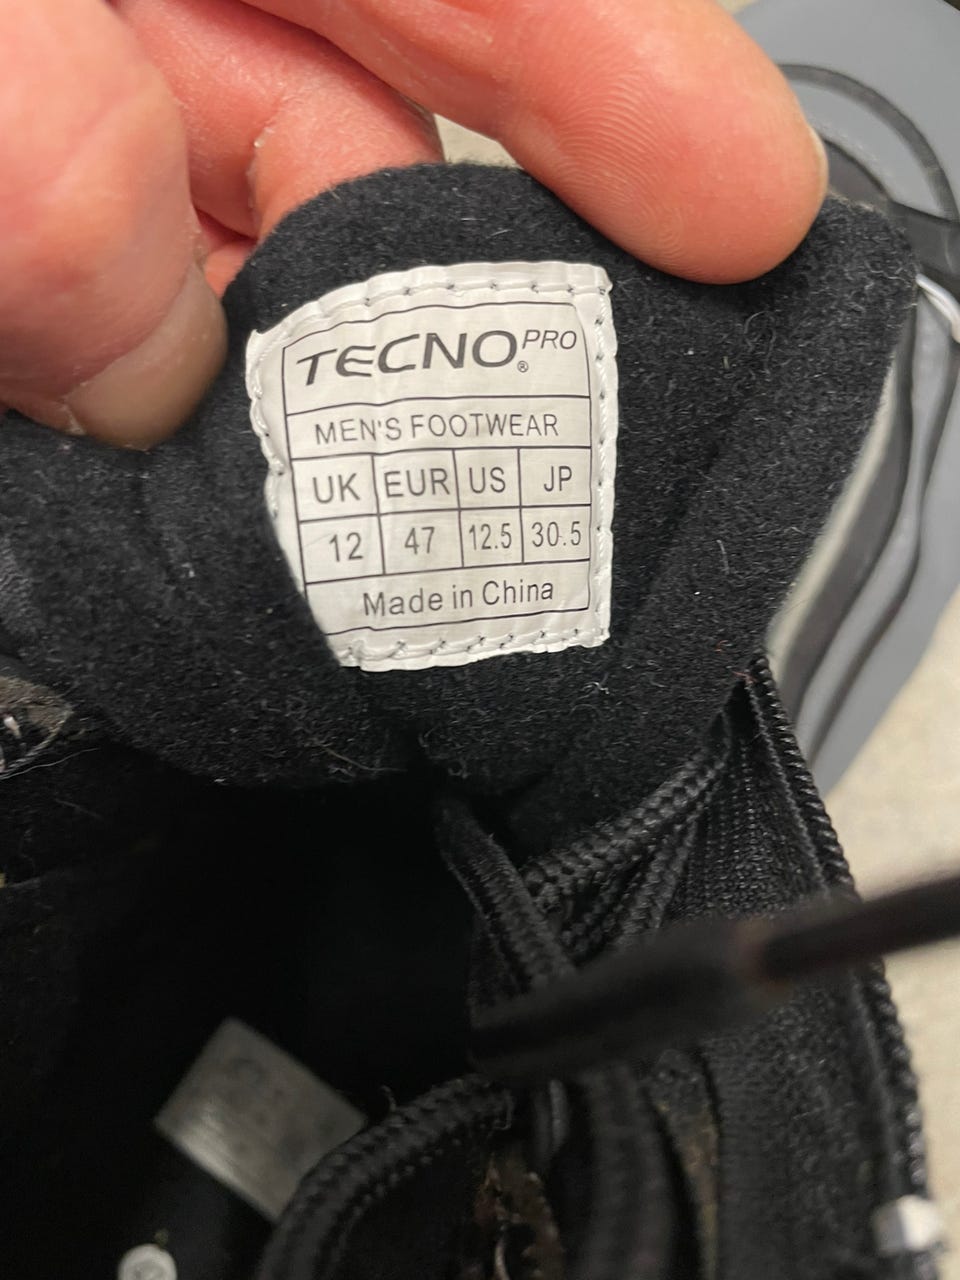 TECNO PRO ®
MEN'S FOOTWEAR
UK EUR US JP
12 47 12.5 30.5
Made in China